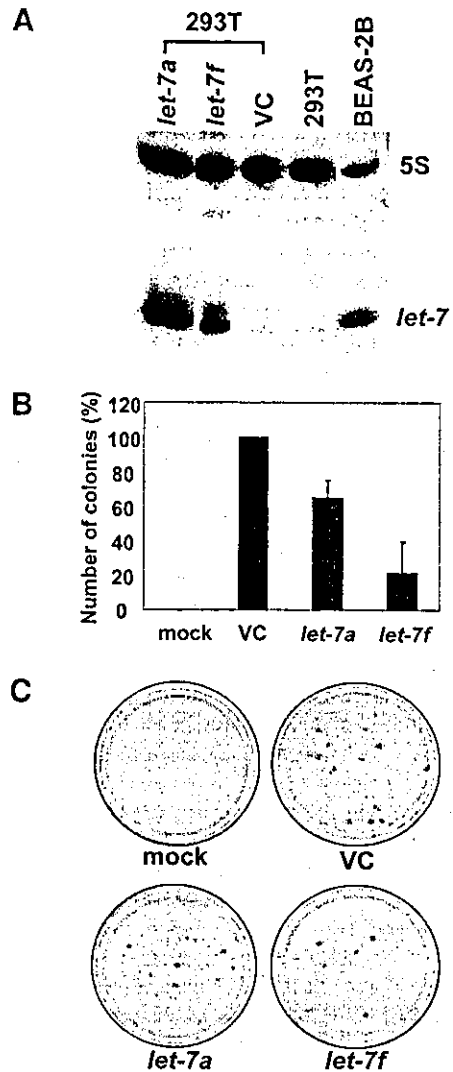 A
293T
let-7a let-7f VC 293T BEAS-2B
5S
let-7
B
Number of colonies (%)
120
100
80
60
40
20
0
mock VC let-7a let-7f
C
mock VC
let-7a let-7f